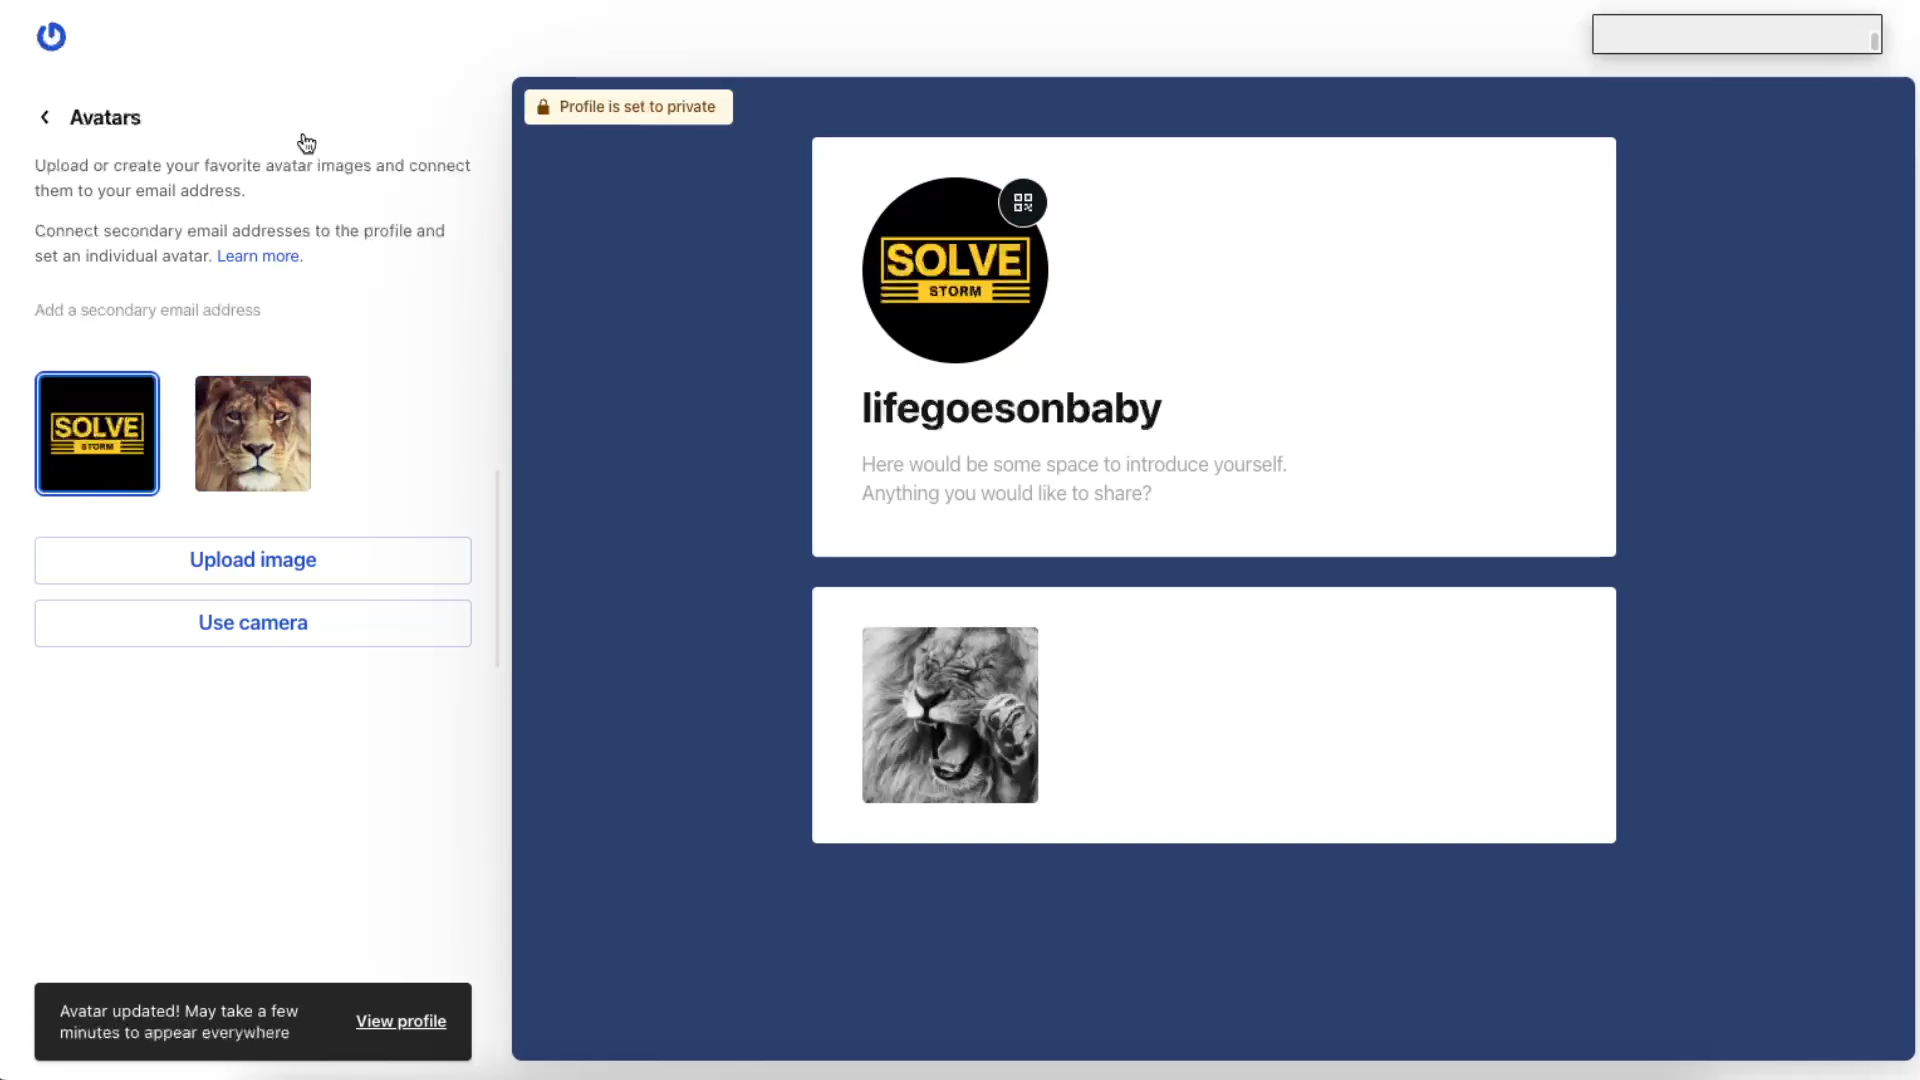 Avatars
Upload or create your favorite avatar images and connect
them to your email address.
Connect secondary email addresses to the profile and
set an individual avatar. Learn more.
Add a secondary email address
SOLVE
STORM
Upload image
Use camera
Avatar updated! May take a few
minutes to appear everywhere
View profile
Profile is set to private
SOLVE
STORM
lifegoesonbaby
Here would be some space to introduce yourself.
Anything you would like to share?